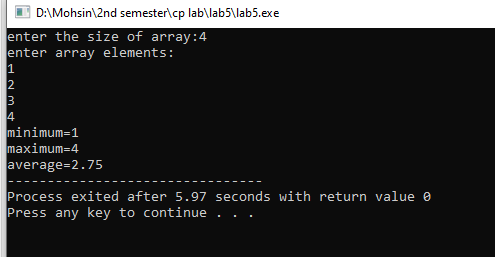 D:\Mohsin\2nd semester\cp lab\lab5\lab5.exe
enter the size of array:4
enter array elements:
1
2
3
4
minimum=1
maximum=4
average=2.75
--------------------------------
Process exited after 5.97 seconds with return value 0
Press any key to continue . . .